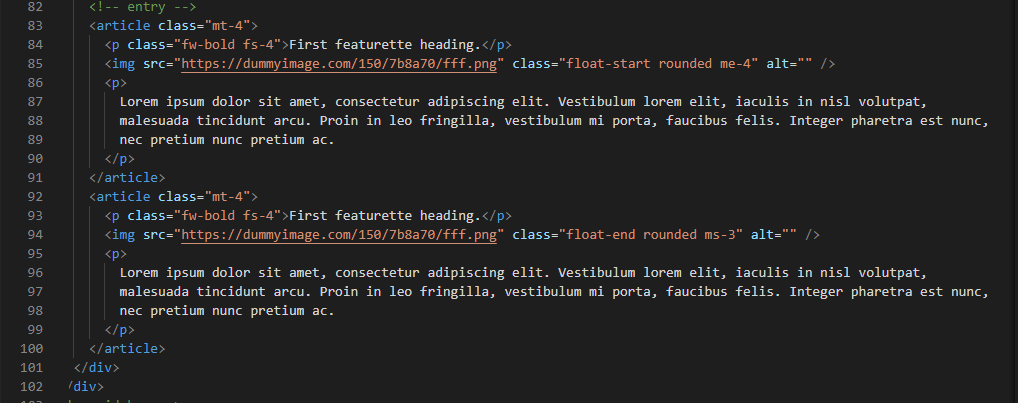 82 <!-- entry -->
83 <article class="mt-4">
84 <p class="fw-bold fs-4">First featurette heading.</p>
85 <img src="https://dummyimage.com/150/7b8a70/fff.png" class="float-start rounded me-4" alt="" />
86 <p>
87 Lorem ipsum dolor sit amet, consectetur adipiscing elit. Vestibulum lorem elit, iaculis in nisl volutpat,
88 malesuada tincidunt arcu. Proin in leo fringilla, vestibulum mi porta, faucibus felis. Integer pharetra est nunc,
89 nec pretium nunc pretium ac.
90 </p>
91 </article>
92 <article class="mt-4">
93 <p class="fw-bold fs-4">First featurette heading.</p>
94 <img src="https://dummyimage.com/150/7b8a70/fff.png" class="float-end rounded ms-3" alt="" />
95 <p>
96 Lorem ipsum dolor sit amet, consectetur adipiscing elit. Vestibulum lorem elit, iaculis in nisl volutpat,
97 malesuada tincidunt arcu. Proin in leo fringilla, vestibulum mi porta, faucibus felis. Integer pharetra est nunc,
98 nec pretium nunc pretium ac.
99 </p>
100 </article>
101 </div>
102 /div>